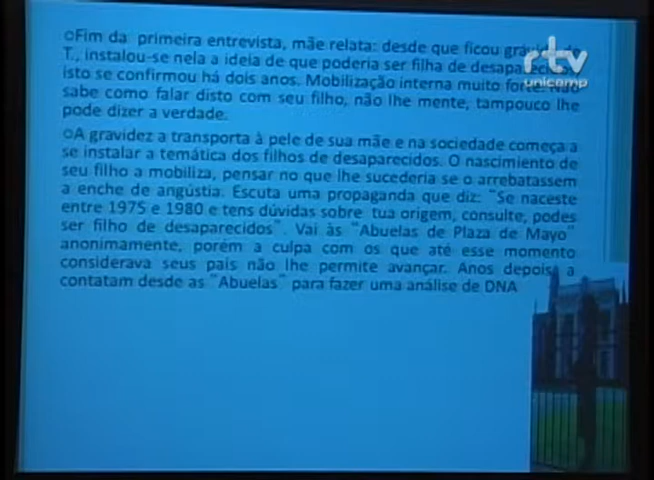 rtv
unicamp
○Fim da primeira entrevista, mãe relata: desde que ficou
T., instalou-se nela a ideia de que poderia ser filha de
isto se confirmou há dois anos. Mobilização interna muito forte. Não
sabe como falar disto com seu filho, não lhe mente, tampouco lhe
pode dizer a verdade.
○A gravidez a transporta à pele de sua mãe e na sociedade começa a
se instalar a temática dos filhos de desaparecidos. O nascimento de
seu filho a mobiliza, pensar no que lhe sucederia se o arrebatassem
a enche de angústia. Escuta uma propaganda que diz: "Se naceste
entre 1975 e 1980 e tens dúvidas sobre tua origem, consulte, podes
ser filho de desaparecidos". Vai às "Abuelas de Plaza de Mayo"
anonimamente, porém a culpa com os que até esse momento
considerava seus pais não lhe permite avançar. Anos depois a
contatam desde as "Abuelas" para fazer uma análise de DNA